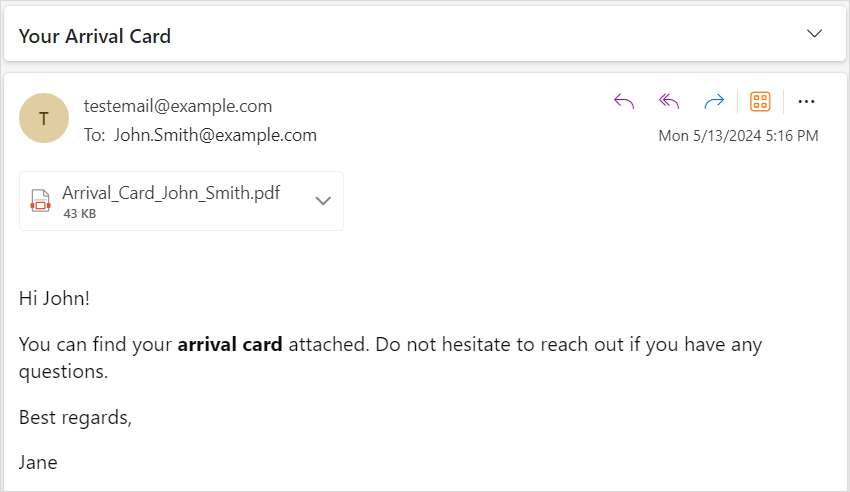 Your Arrival Card
T
testemail@example.com
To: John.Smith@example.com
Mon 5/13/2024 5:16 PM
Arrival_Card_John_Smith.pdf
43 KB
Hi John!
You can find your arrival card attached. Do not hesitate to reach out if you have any
questions.
Best regards,
Jane